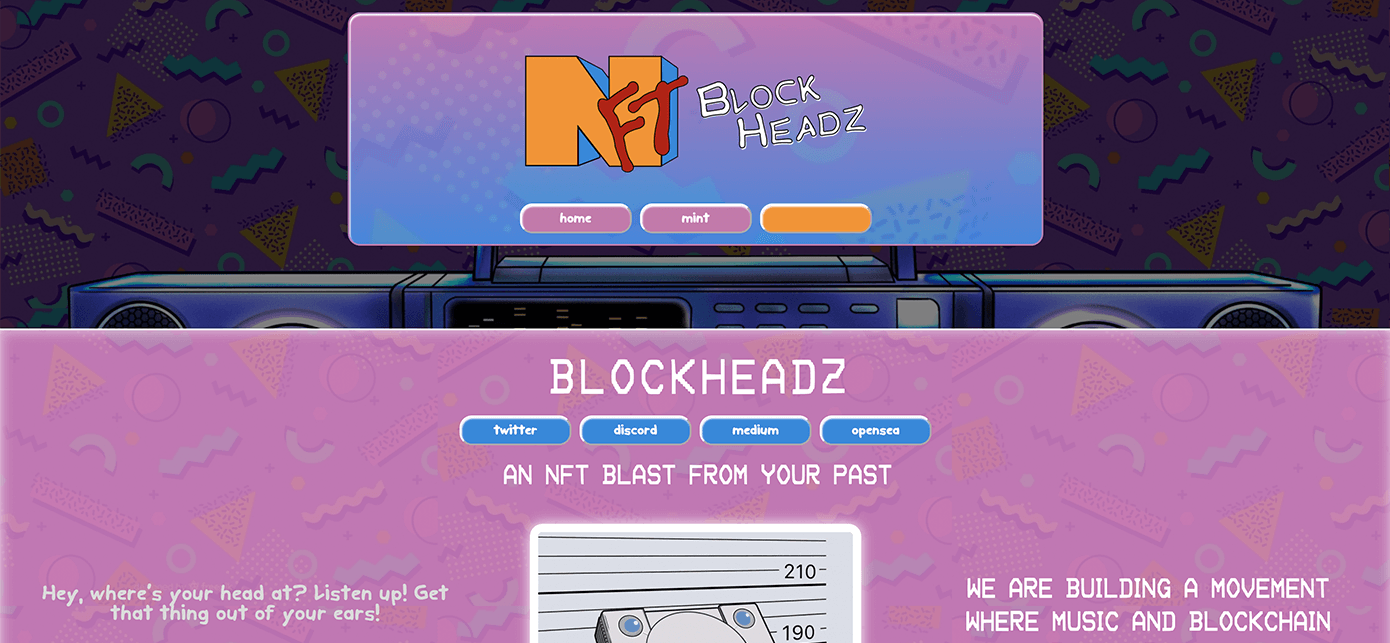 NFT
BLOCK
HEADZ
home
mint
BLOCKHEADZ
twitter
discord
medium
opensea
AN NFT BLAST FROM YOUR PAST
210
190
Hey, where's your head at? Listen up! Get
that thing out of your ears!
WE ARE BUILDING A MOVEMENT
WHERE MUSIC AND BLOCKCHAIN